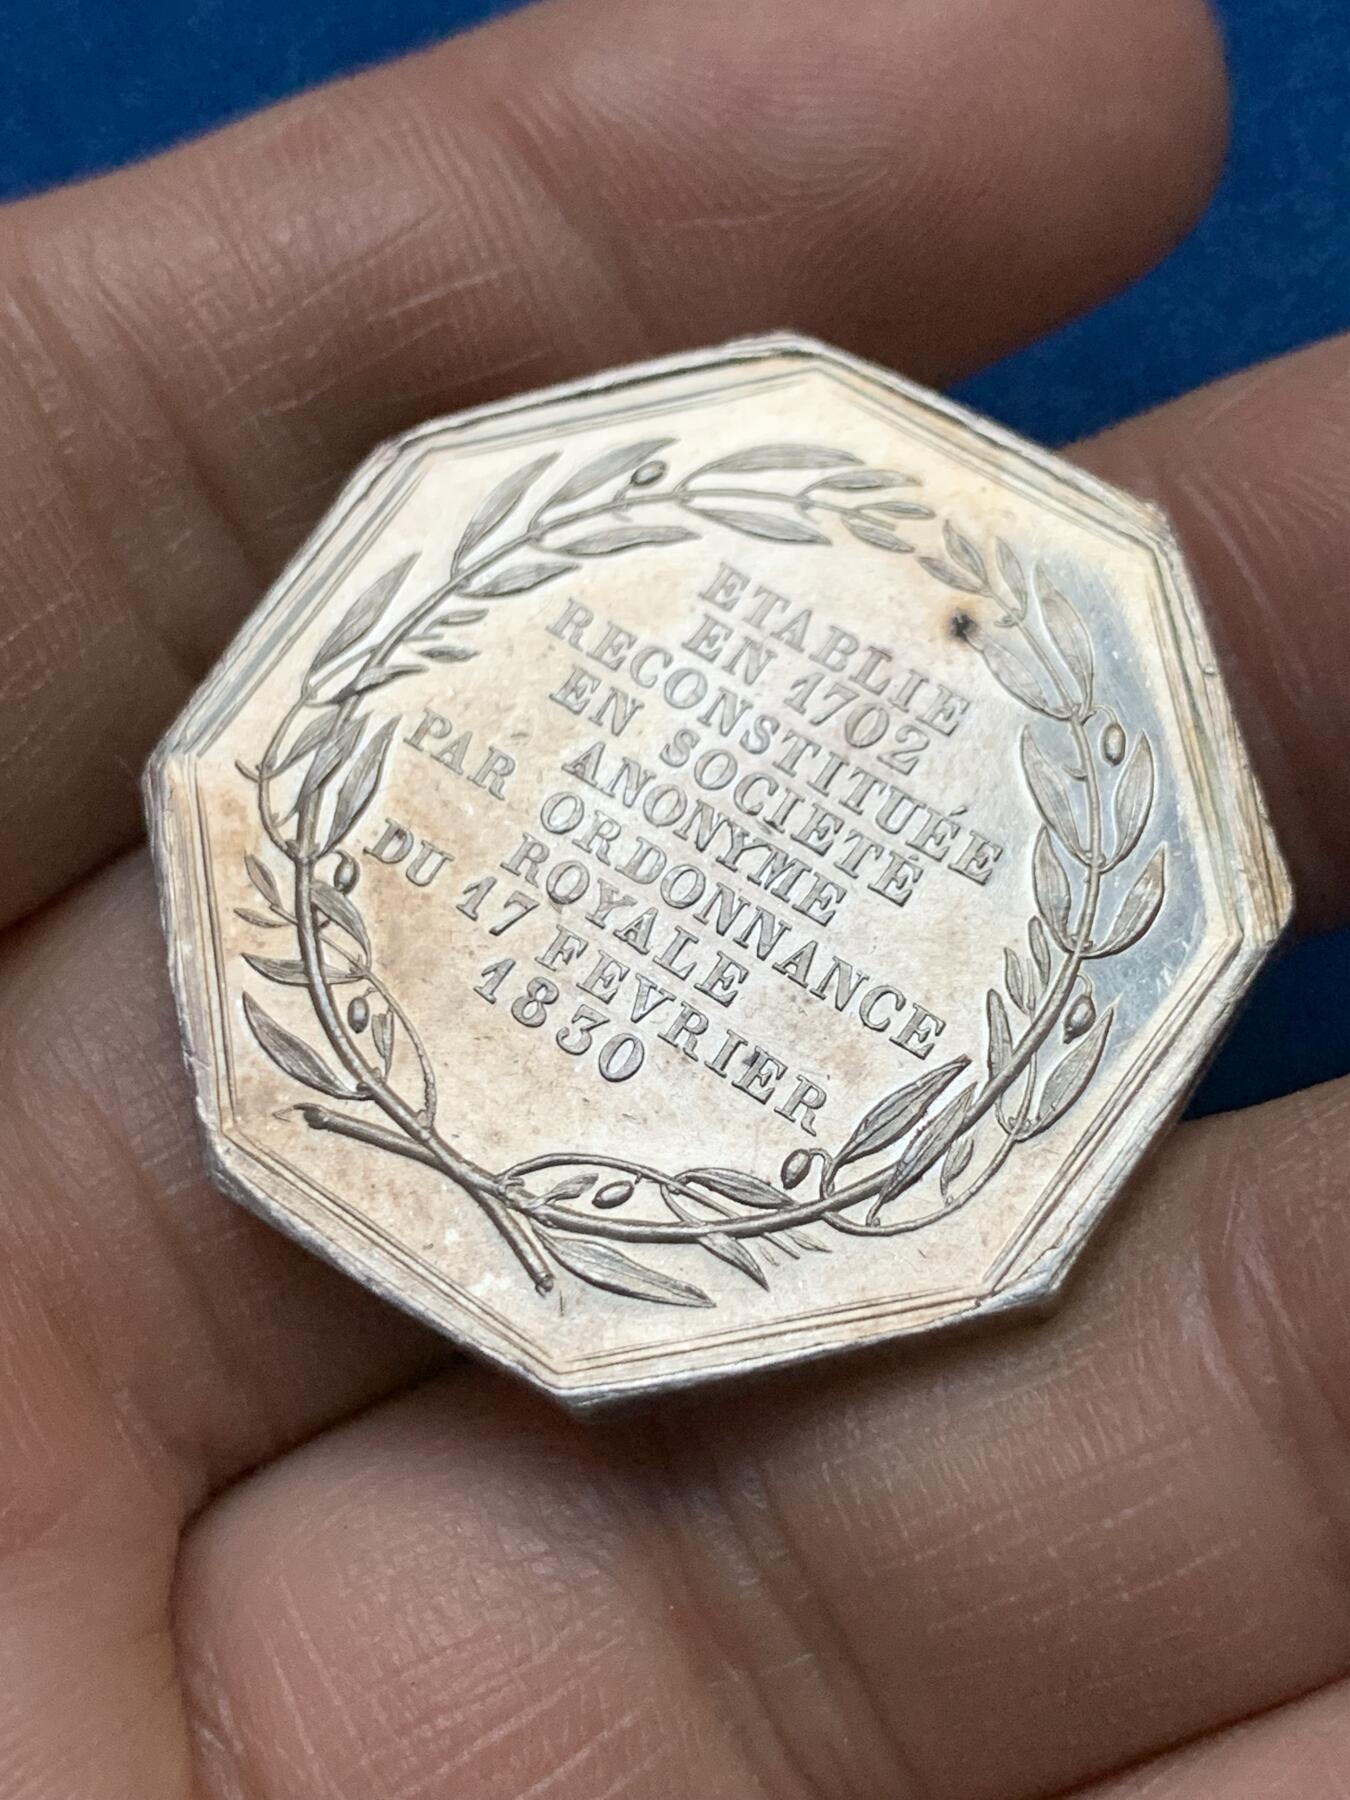 ETABLIE
EN 1702
RECONSTITUÉE
EN SOCIÉTÉ
ANONYME
PAR ORDONNANCE
ROYALE
DU 17 FEVRIER
1830